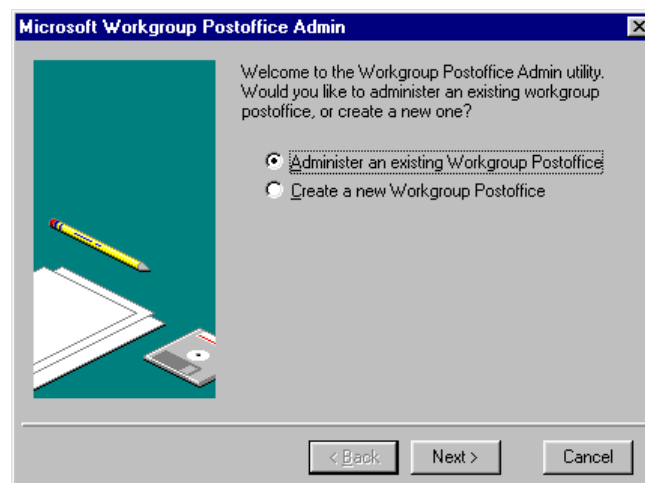 Microsoft Workgroup Postoffice Admin
Welcome to the Workgroup Postoffice Admin utility.
Would you like to administer an existing workgroup
postoffice, or create a new one?
Administer an existing Workgroup Postoffice
Create a new Workgroup Postoffice
< Back Next > Cancel